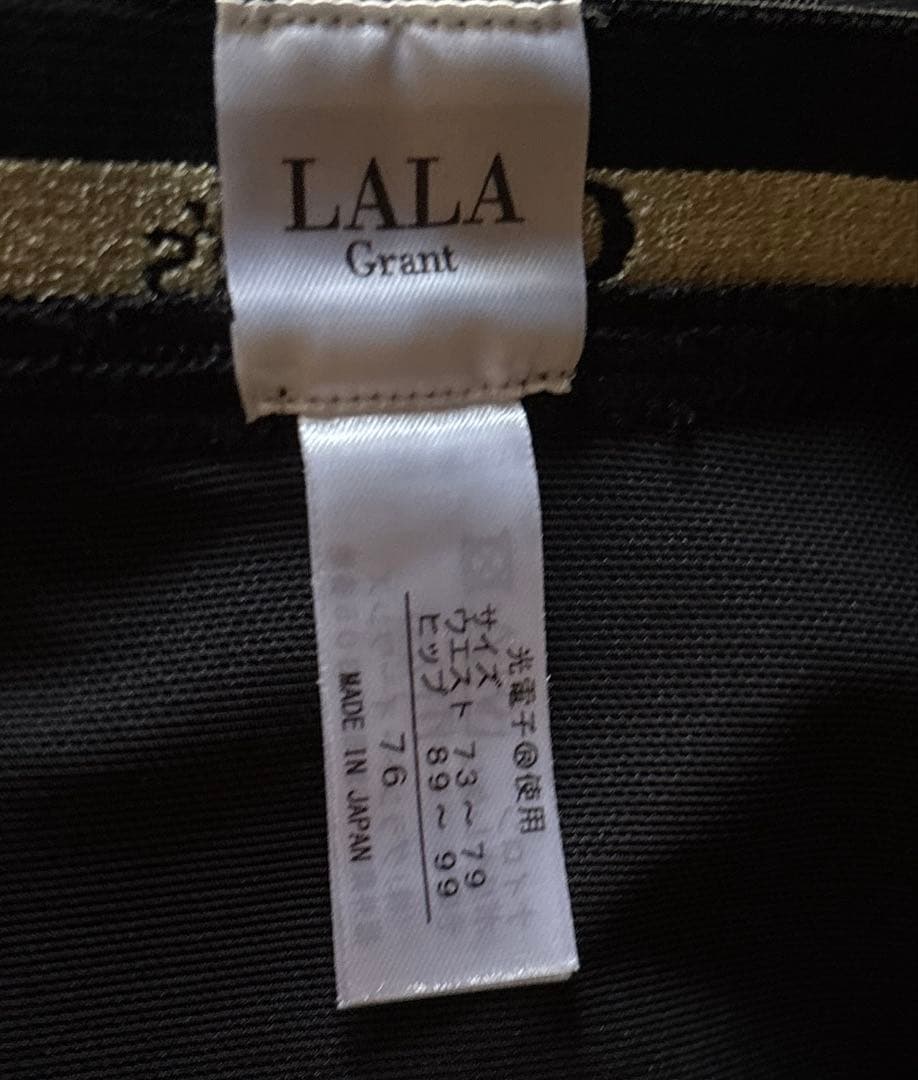 LALA
Grant
光電子®使用
サイズ
ウエスト 73~79
ヒップ 89~99
76
MADE IN JAPAN